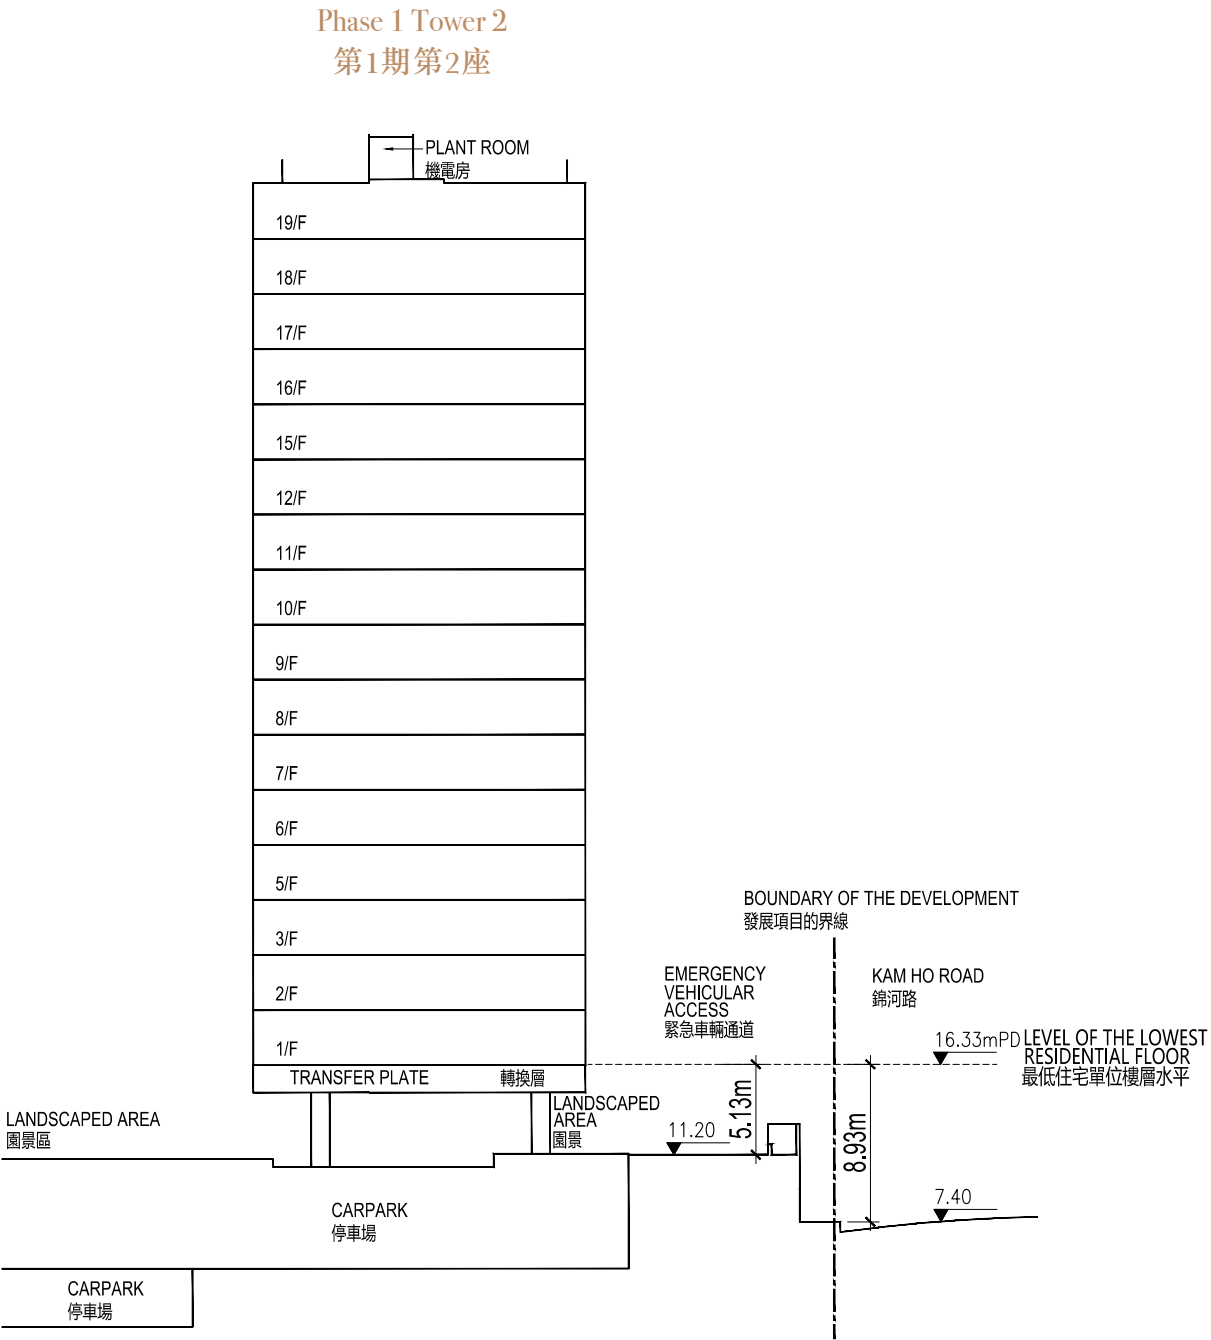 Phase 1 Tower 2
第1期第2座
PLANT ROOM
機電房
19/F
18/F
17/F
16/F
15/F
12/F
11/F
10/F
9/F
8/F
7/F
6/F
5/F
3/F
2/F
1/F
TRANSFER PLATE 轉換層
BOUNDARY OF THE DEVELOPMENT
發展項目的界線
EMERGENCY
VEHICULAR
ACCESS
緊急車輛通道
KAM HO ROAD
錦河路
16.33mPD
LEVEL OF THE LOWEST
RESIDENTIAL FLOOR
最低住宅單位樓層水平
LANDSCAPED AREA
園景區
LANDSCAPED
AREA
園景
11.20
5.13m
8.93m
7.40
CARPARK
停車場
CARPARK
停車場